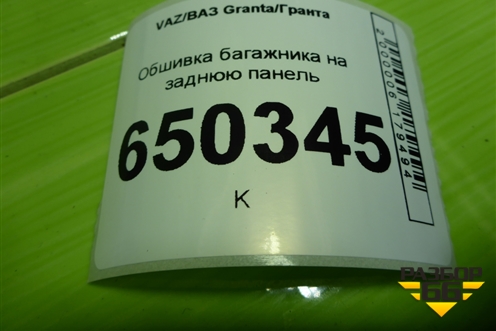 VAZ/ВАЗ Granta/Гранта
Обшивка багажника на
заднюю панель
650345
К
2000006179494
РАЗБОР
66